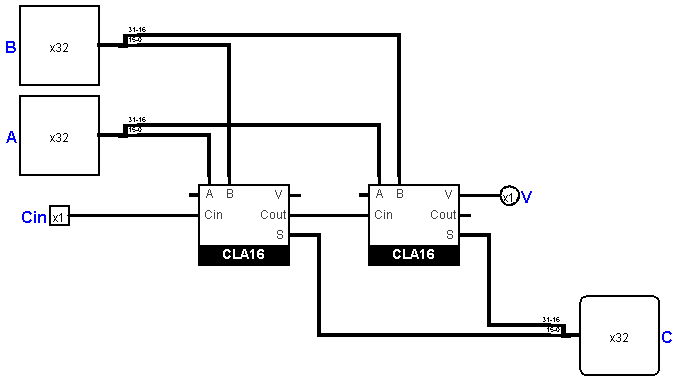 31-16
15-0
B
x32
31-16
15-0
A
x32
A B V
A B V
x1
V
Cin
x1
Cin
Cout
Cin
Cout
S
S
CLA16
CLA16
31-16
15-0
x32
C